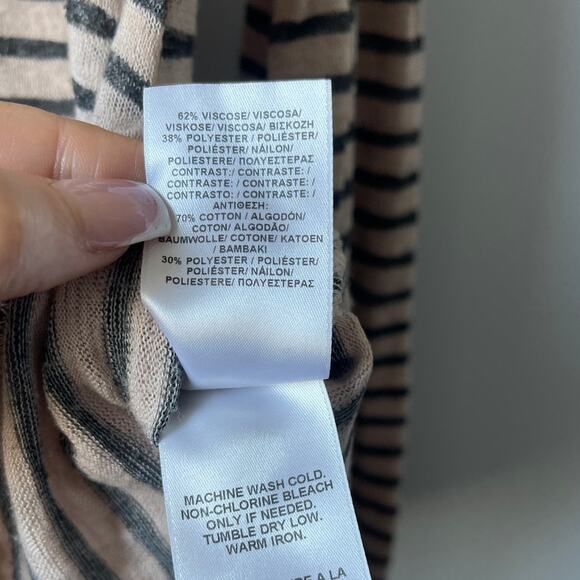 62% VISCOSE/ VISCOSA/
VISKOSE/ VISCOSA/ ΒΙΣΚΟΖΗ
38% POLYESTER / POLIÉSTER/
POLIÉSTER/ NÁILON/
POLIESTERE/ ΠΟΛΥΕΣΤΕΡΑΣ
CONTRAST:/ CONTRASTE: /
CONTRASTE: / CONTRASTE: /
CONTRASTO: / CONTRASTE: /
ΑΝΤΙΘΕΣΗ:
70% COTTON / ALGODÓN/
COTON/ ALGODÃO/
BAUMWOLLE/ COTONE/ KATOEN
/ ΒΑΜΒΑΚΙ
30% POLYESTER / POLIÉSTER/
POLIÉSTER/ NÁILON/
POLIESTERE/ ΠΟΛΥΕΣΤΕΡΑΣ
MACHINE WASH COLD.
NON-CHLORINE BLEACH
ONLY IF NEEDED.
TUMBLE DRY LOW.
WARM IRON.
A LA